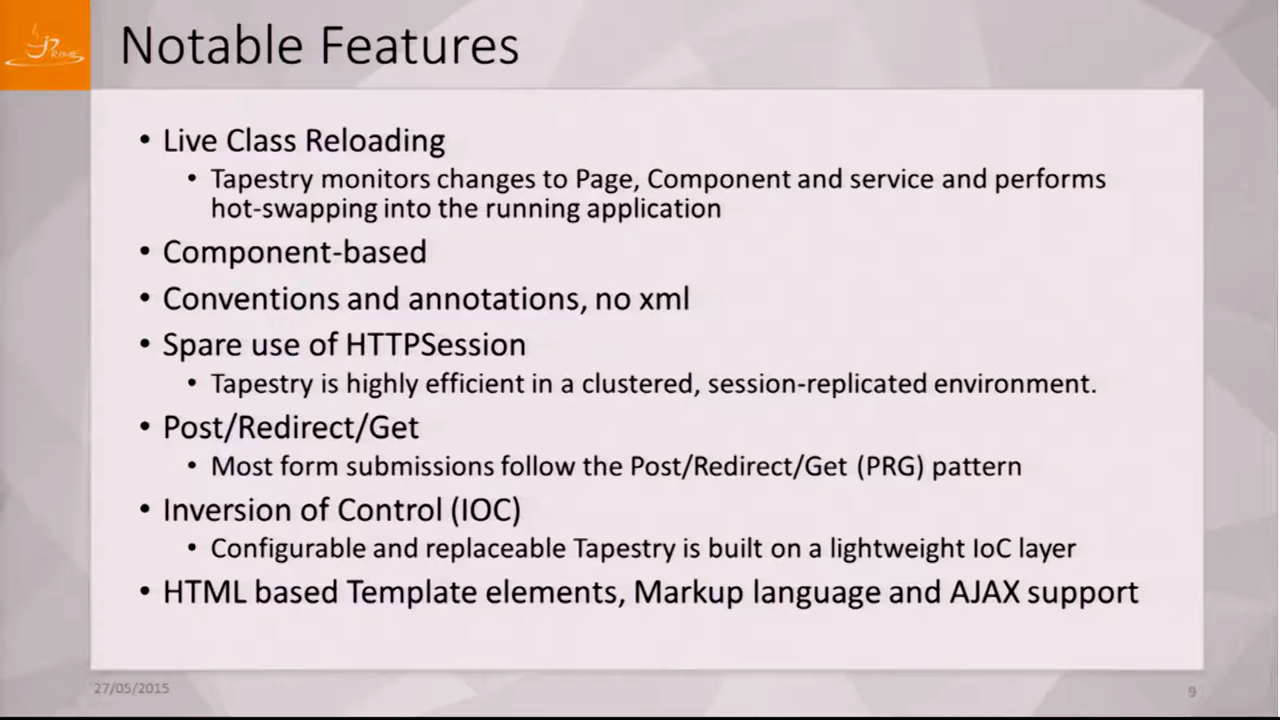 JPRIME
Notable Features
• Live Class Reloading
• Tapestry monitors changes to Page, Component and service and performs
hot-swapping into the running application
• Component-based
• Conventions and annotations, no xml
• Spare use of HTTPSession
• Tapestry is highly efficient in a clustered, session-replicated environment.
• Post/Redirect/Get
• Most form submissions follow the Post/Redirect/Get (PRG) pattern
• Inversion of Control (IOC)
• Configurable and replaceable Tapestry is built on a lightweight IoC layer
• HTML based Template elements, Markup language and AJAX support
27/05/2015
9